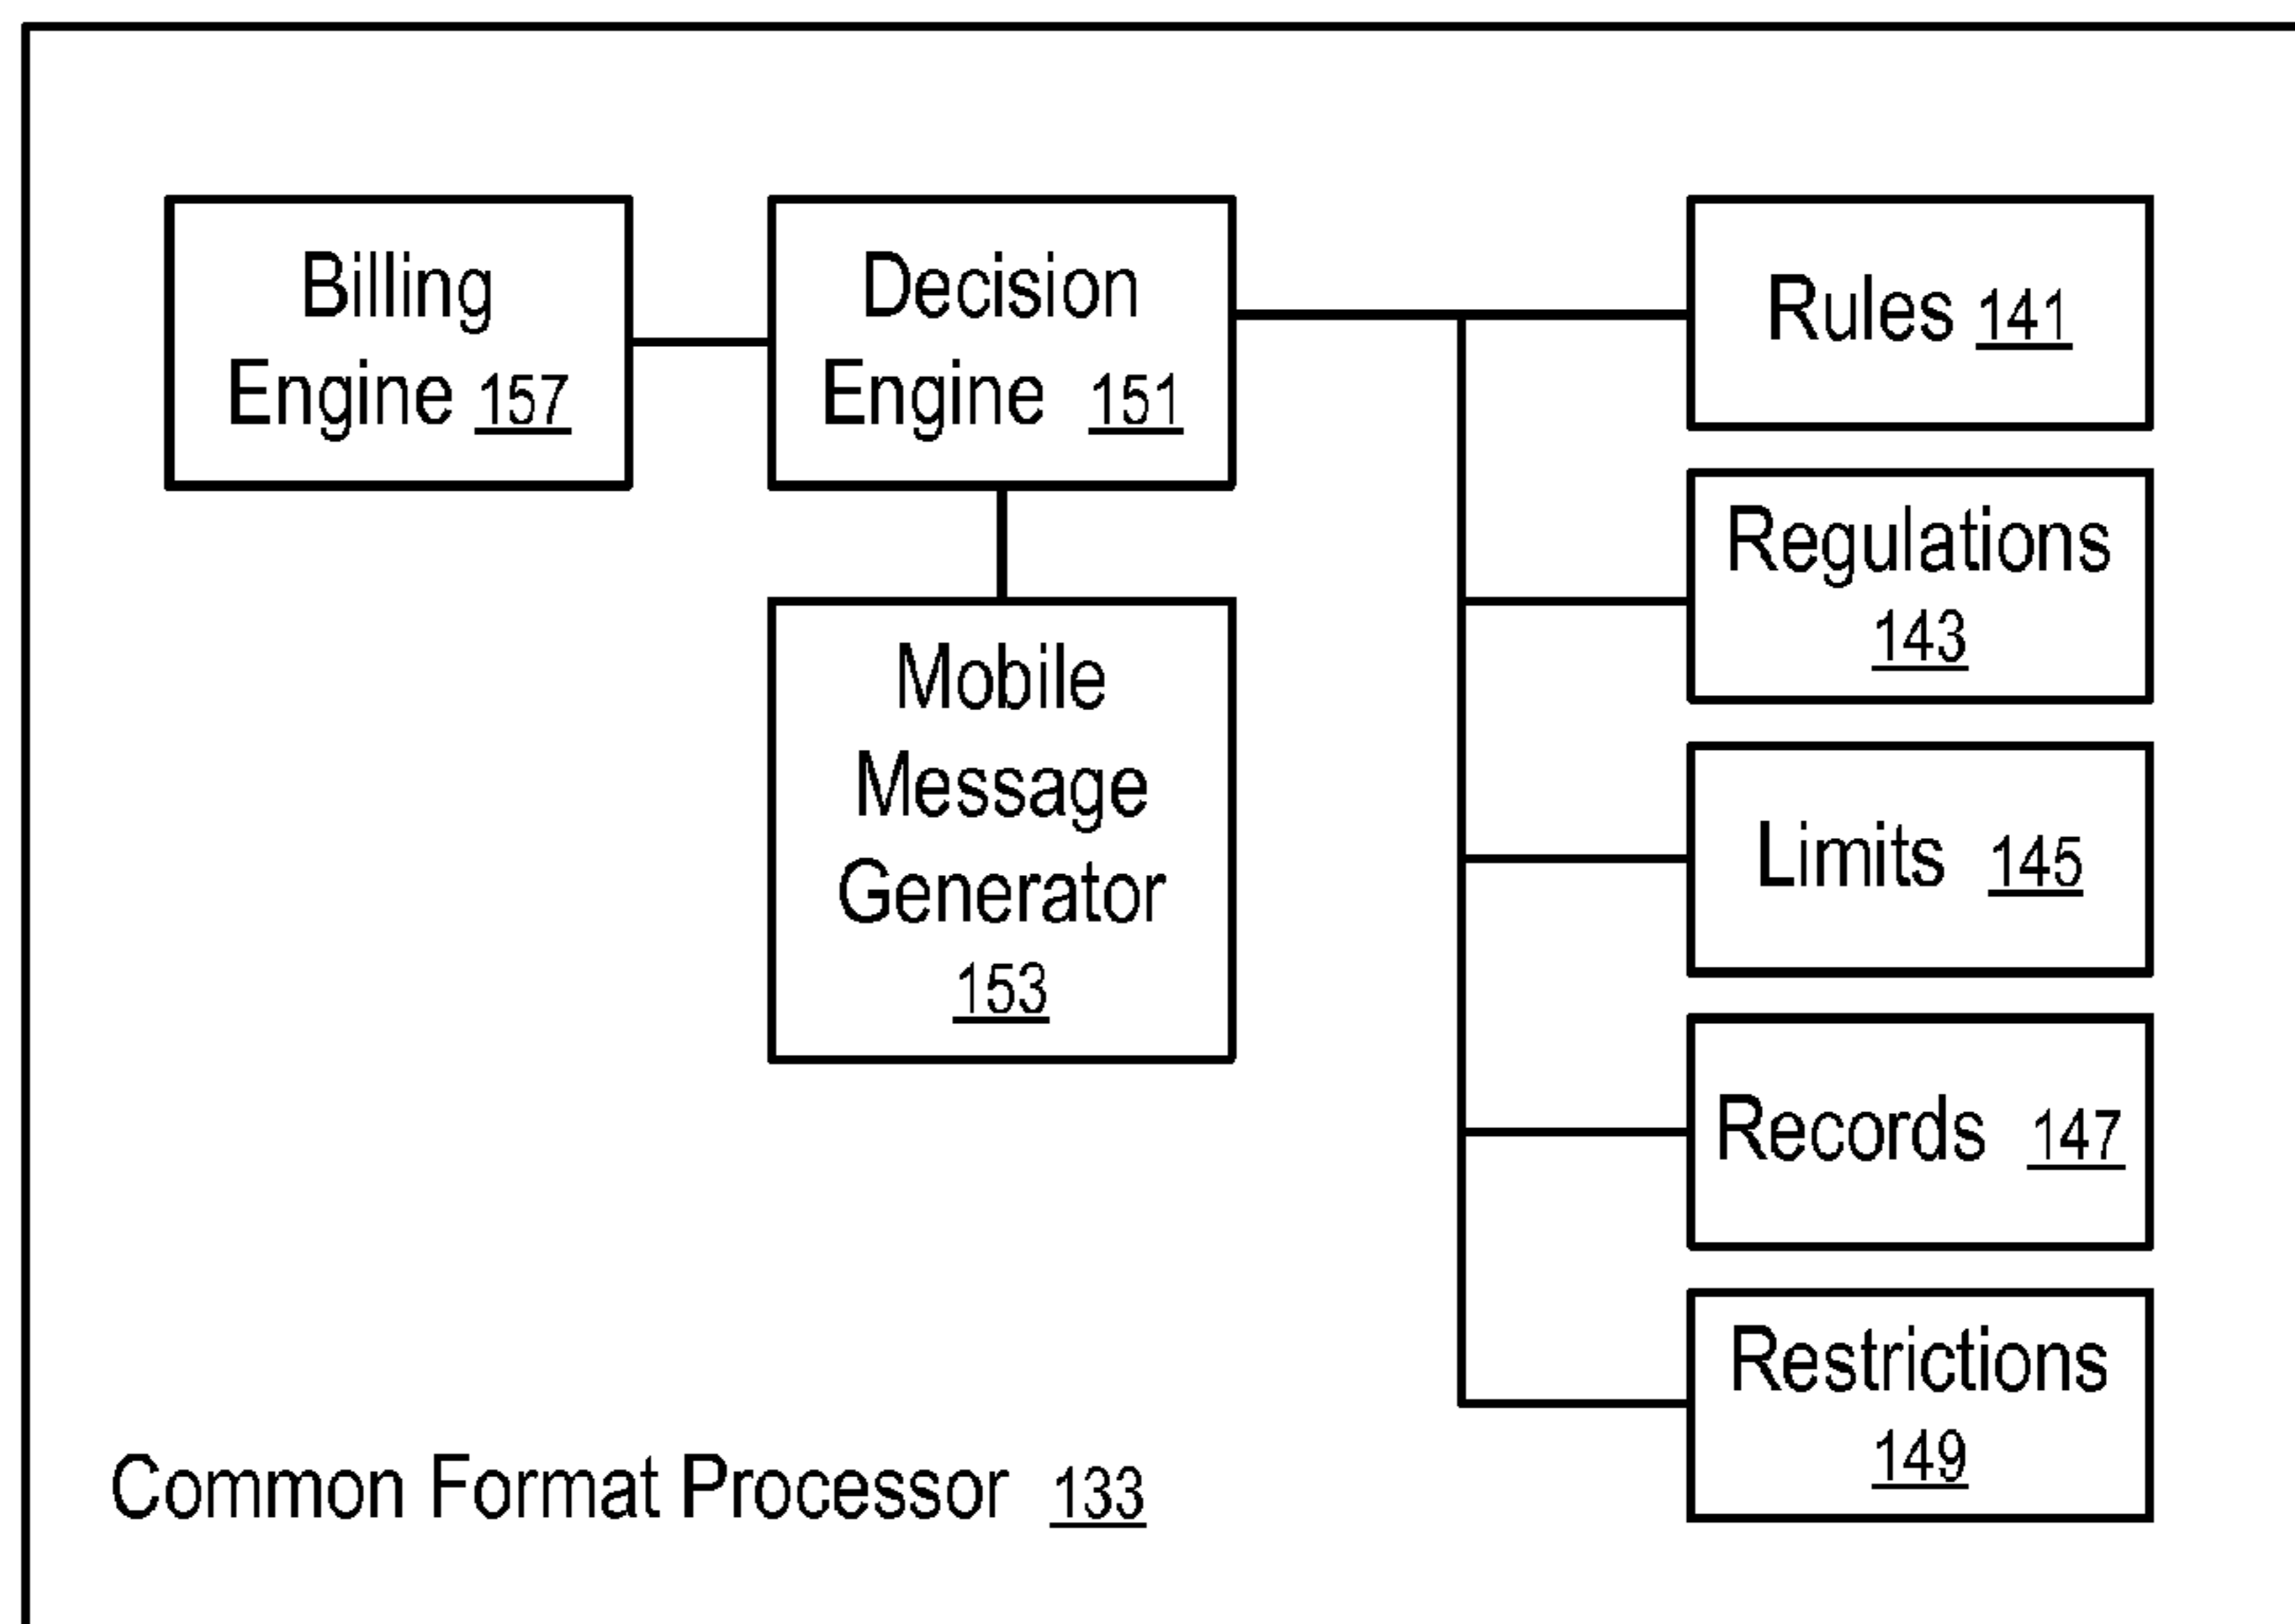 Billing
Engine 157
Decision
Engine 151
Rules 141
Regulations
143
Mobile
Message
Generator
153
Limits 145
Records 147
Restrictions
149
Common Format Processor 133